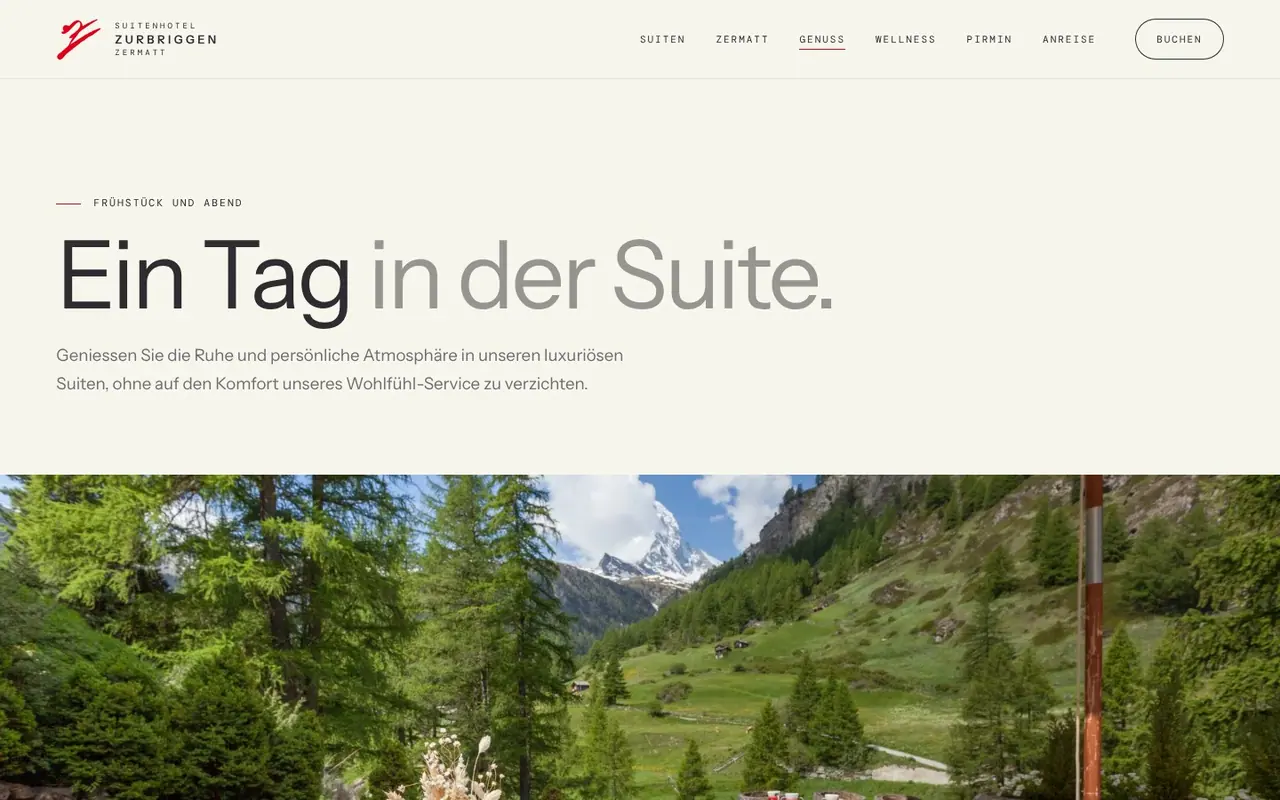 SUITENHOTEL
ZURBRIGGEN
ZERMATT
SUITEN
ZERMATT
GENUSS
WELLNESS
PIRMIN
ANREISE
BUCHEN
FRÜHSTÜCK UND ABEND
Ein Tag in der Suite.
Geniessen Sie die Ruhe und persönliche Atmosphäre in unseren luxuriösen
Suiten, ohne auf den Komfort unseres Wohlfühl-Service zu verzichten.